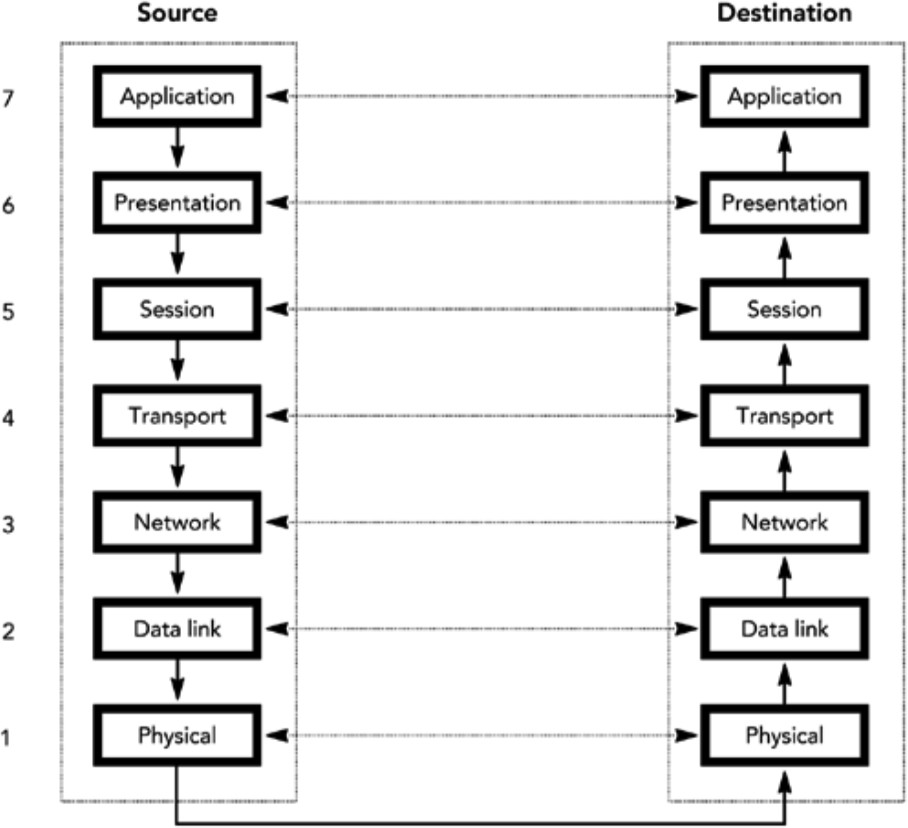 Source Destination
7 Application Application
6 Presentation Presentation
5 Session Session
4 Transport Transport
3 Network Network
2 Data link Data link
1 Physical Physical